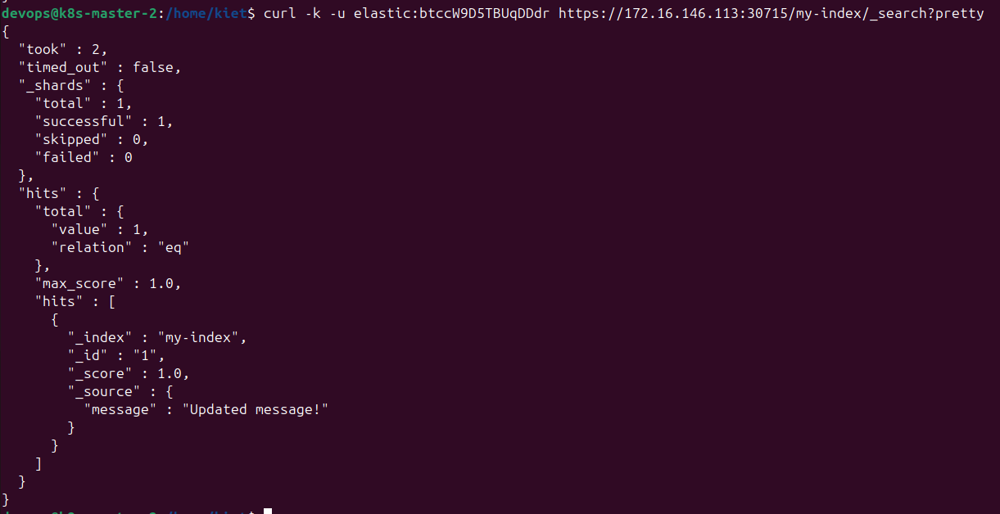 devops@k8s-master-2:/home/kiet$ curl -k -u elastic:btccW9D5TBUqDDdr https://172.16.146.113:30715/my-index/_search?pretty
{
  "took" : 2,
  "timed_out" : false,
  "_shards" : {
    "total" : 1,
    "successful" : 1,
    "skipped" : 0,
    "failed" : 0
  },
  "hits" : {
    "total" : {
      "value" : 1,
      "relation" : "eq"
    },
    "max_score" : 1.0,
    "hits" : [
      {
        "_index" : "my-index",
        "_id" : "1",
        "_score" : 1.0,
        "_source" : {
          "message" : "Updated message!"
        }
      }
    ]
  }
}